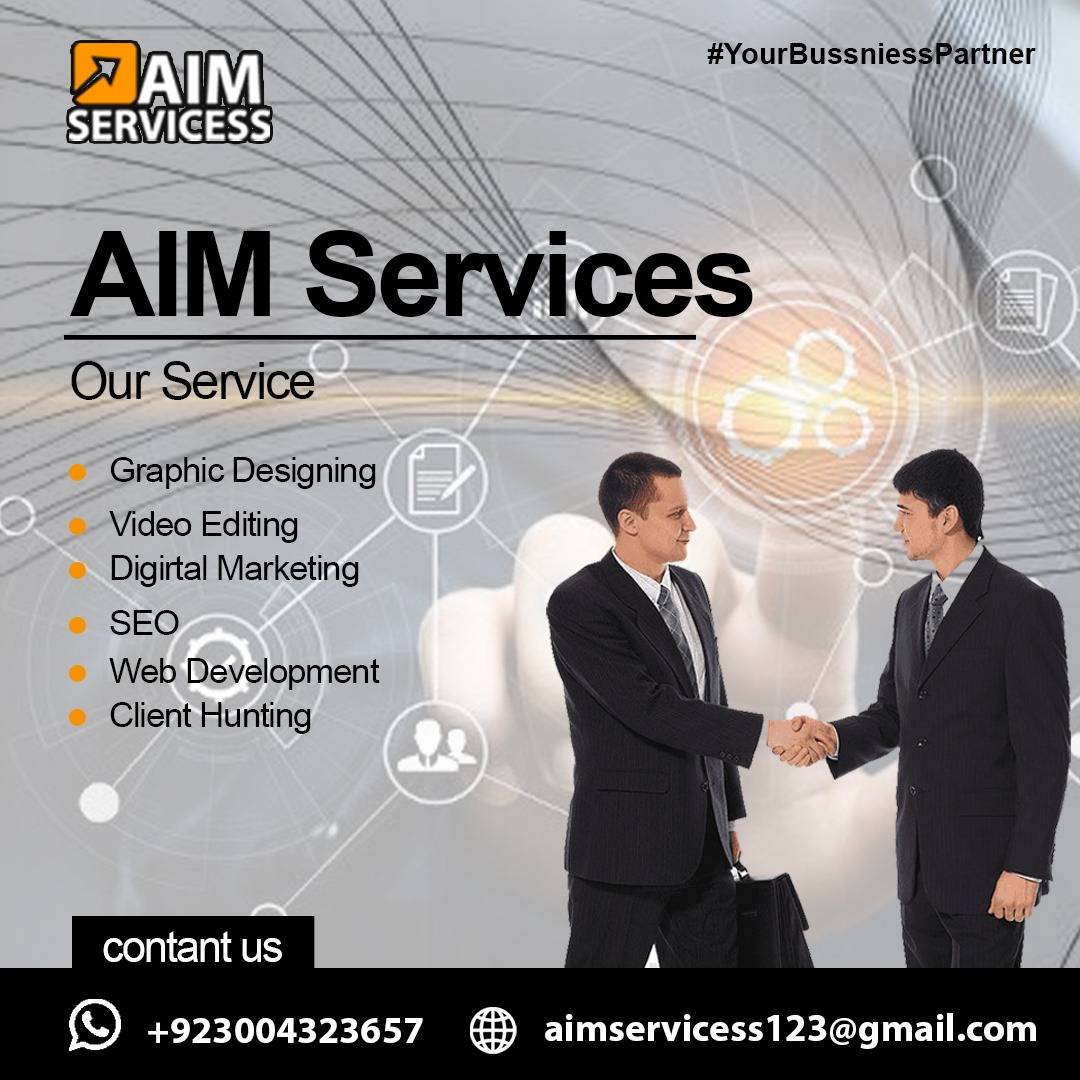 AIM
SERVICESS
#YourBussniessPartner
AIM Services
Our Service
Graphic Designing
Video Editing
Digirtal Marketing
SEO
Web Development
Client Hunting
contant us
+923004323657
aimservicess123@gmail.com